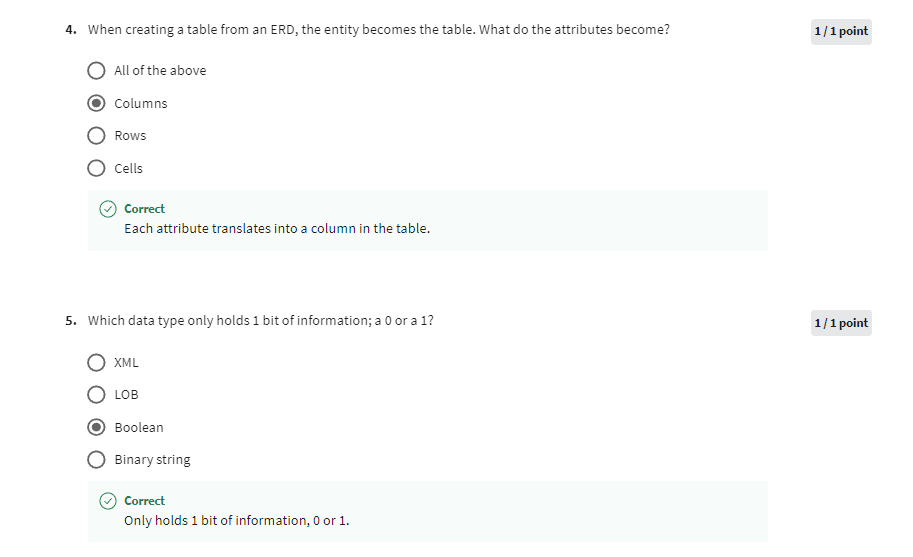 4. When creating a table from an ERD, the entity becomes the table. What do the attributes become?
1 / 1 point
All of the above
Columns
Rows
Cells
Correct
Each attribute translates into a column in the table.
5. Which data type only holds 1 bit of information; a 0 or a 1?
1 / 1 point
XML
LOB
Boolean
Binary string
Correct
Only holds 1 bit of information, 0 or 1.